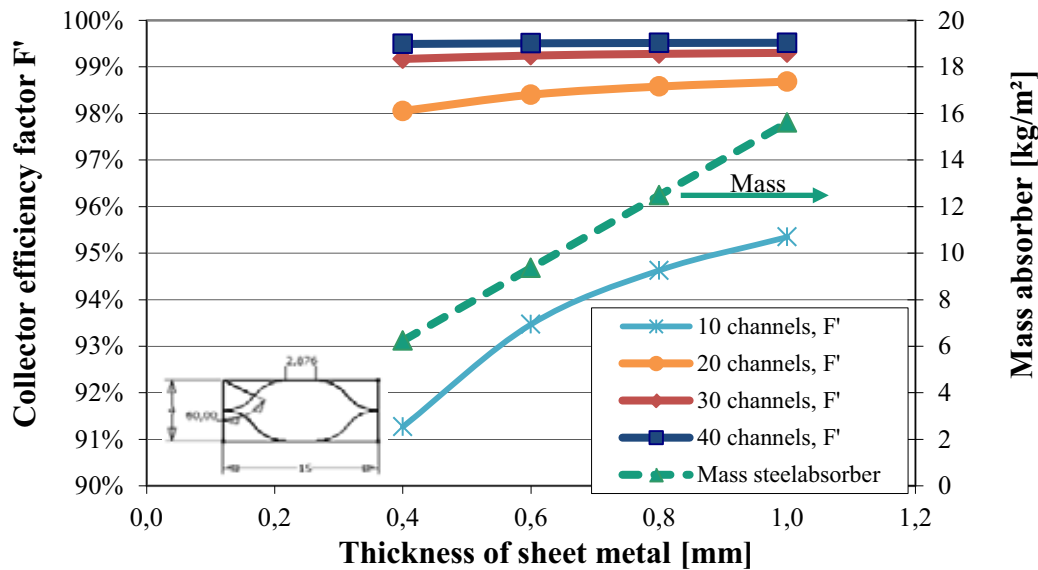 Collector efficiency factor F'
100%
99%
98%
97%
96%
95%
94%
93%
92%
91%
90%
20
18
16
14
12
10
8
6
4
2
0
Mass absorber [kg/m²]
Mass
10 channels, F'
20 channels, F'
30 channels, F'
40 channels, F'
Mass steelabsorber
2,876
60,00
15
0,0 0,2 0,4 0,6 0,8 1,0 1,2
Thickness of sheet metal [mm]